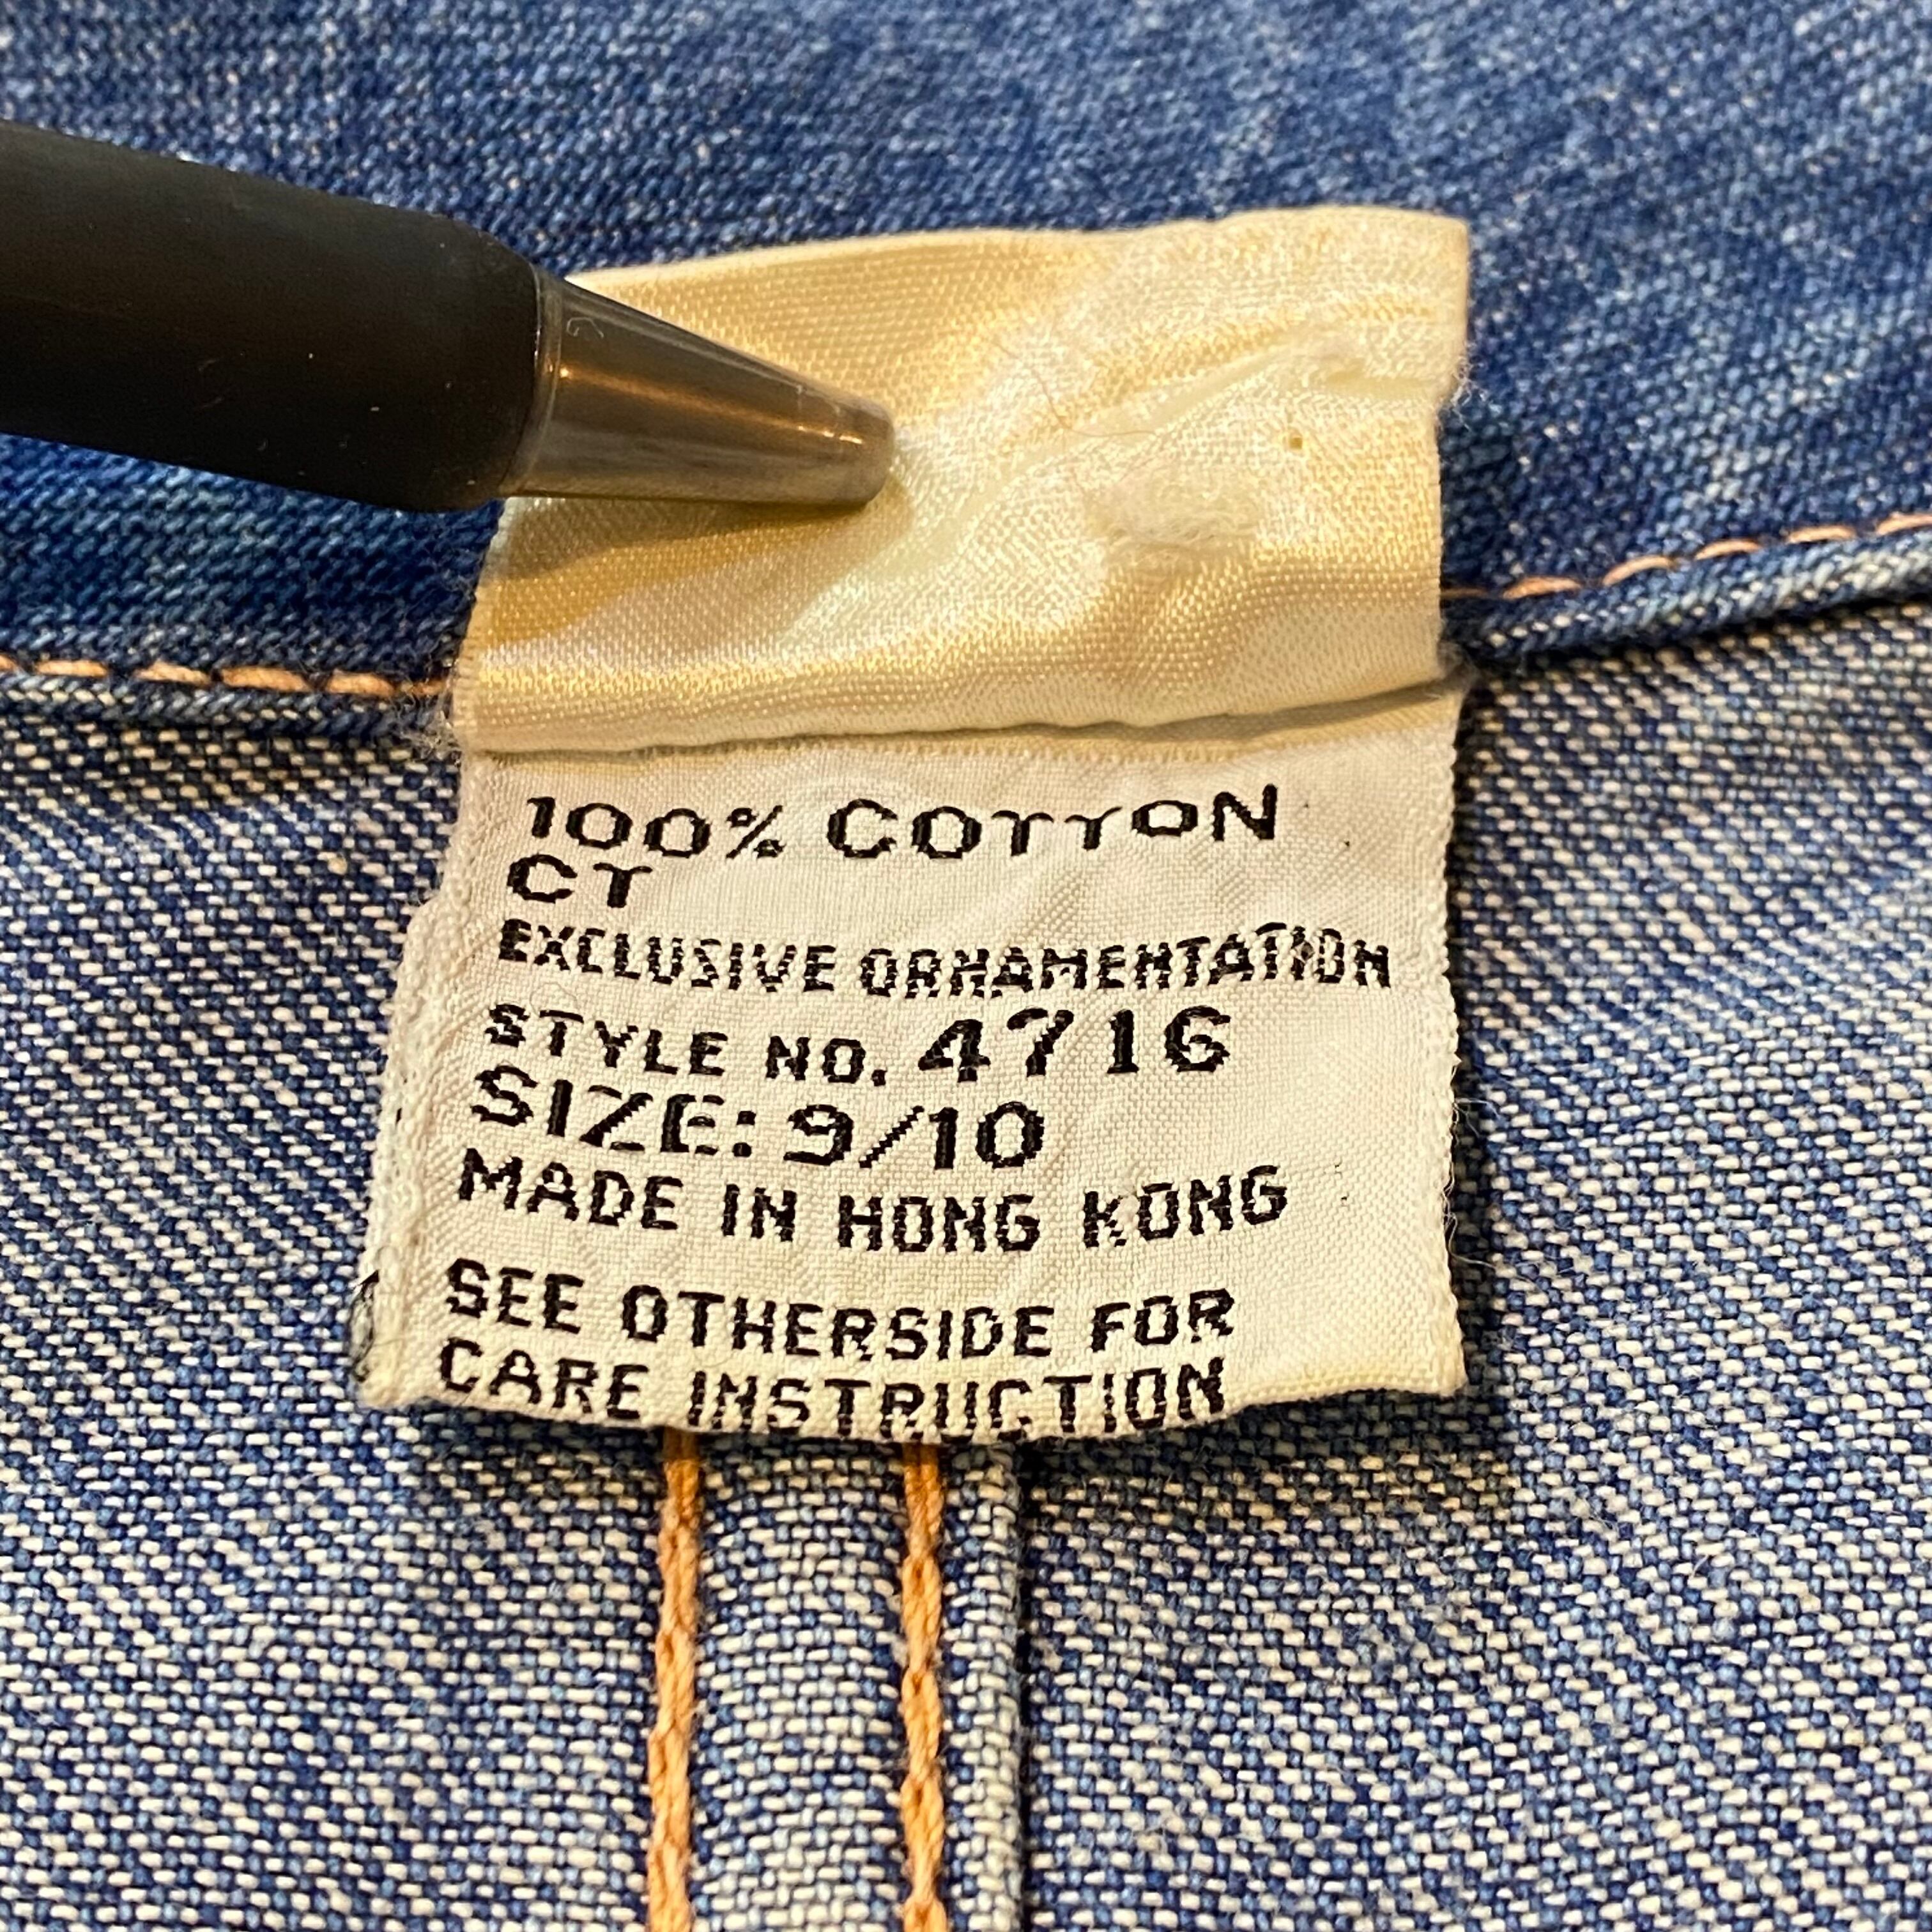 100% COTTON
CT
EXCLUSIVE ORNAMENTATION
STYLE NO. 4716
SIZE: 9/10
MADE IN HONG KONG
SEE OTHERSIDE FOR
CARE INSTRUCTION